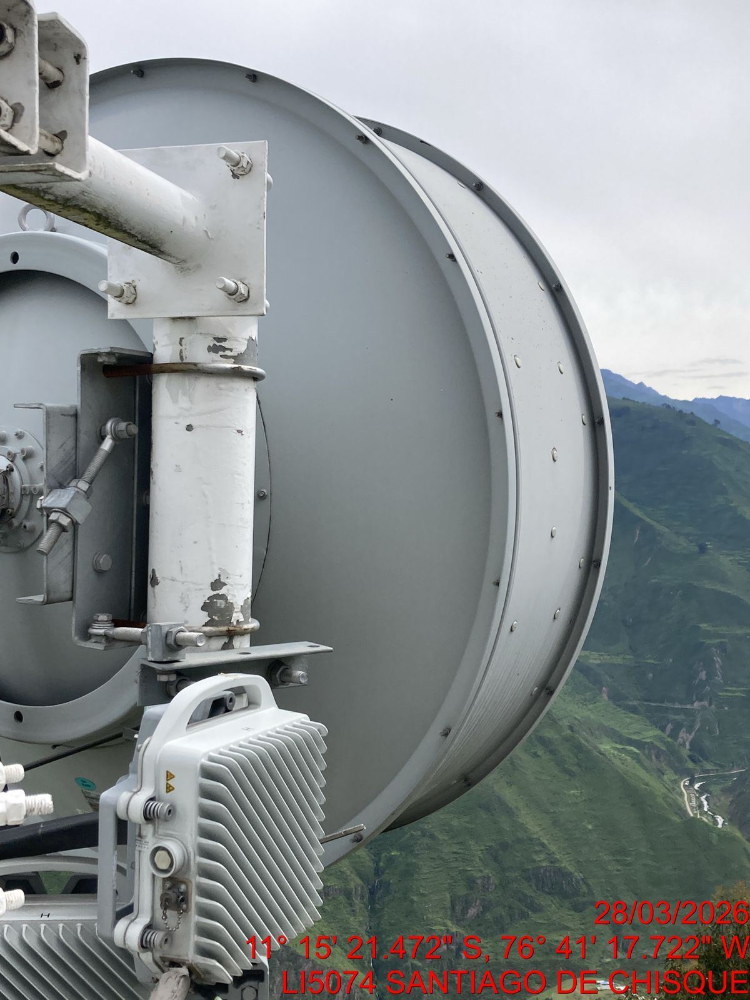 H
H
28/03/2026
11° 15' 21.472" S, 76° 41' 17.722" W
LI5074 SANTIAGO DE CHISQUE